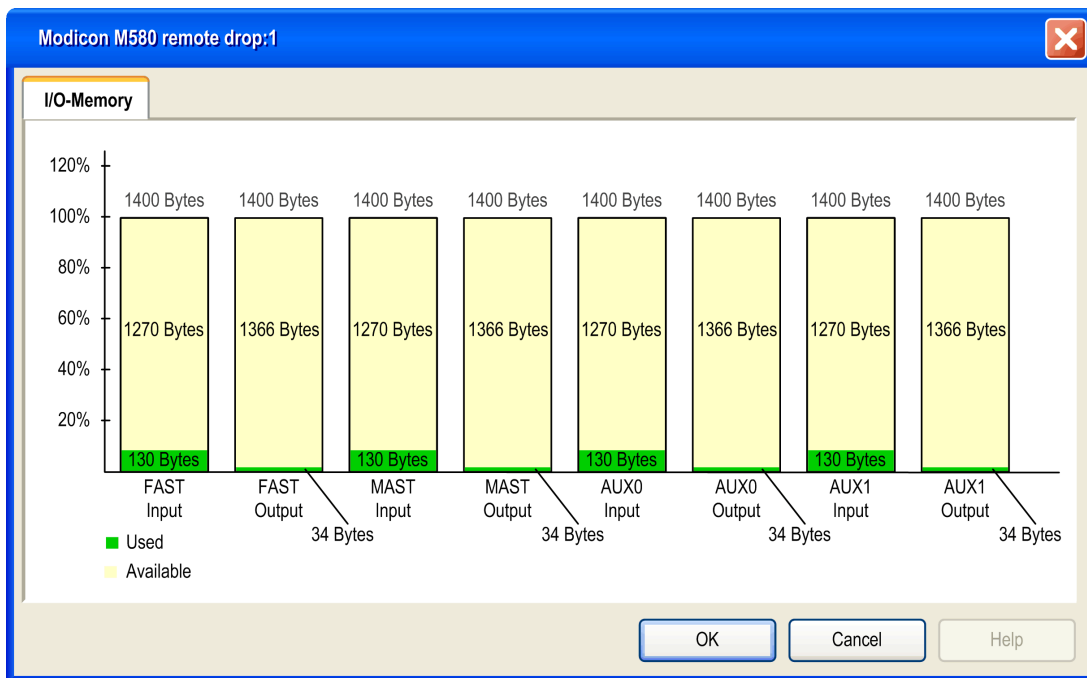 Modicon M580 remote drop:1
I/O-Memory
120%
1400 Bytes 1400 Bytes 1400 Bytes 1400 Bytes 1400 Bytes 1400 Bytes 1400 Bytes 1400 Bytes
100%
80%
60%
1270 Bytes 1366 Bytes 1270 Bytes 1366 Bytes 1270 Bytes 1366 Bytes 1270 Bytes 1366 Bytes
40%
20%
130 Bytes 130 Bytes 130 Bytes 130 Bytes
FAST FAST MAST MAST AUX0 AUX0 AUX1 AUX1
Input Output Input Output Input Output Input Output
34 Bytes 34 Bytes 34 Bytes 34 Bytes
Used
Available
OK Cancel Help